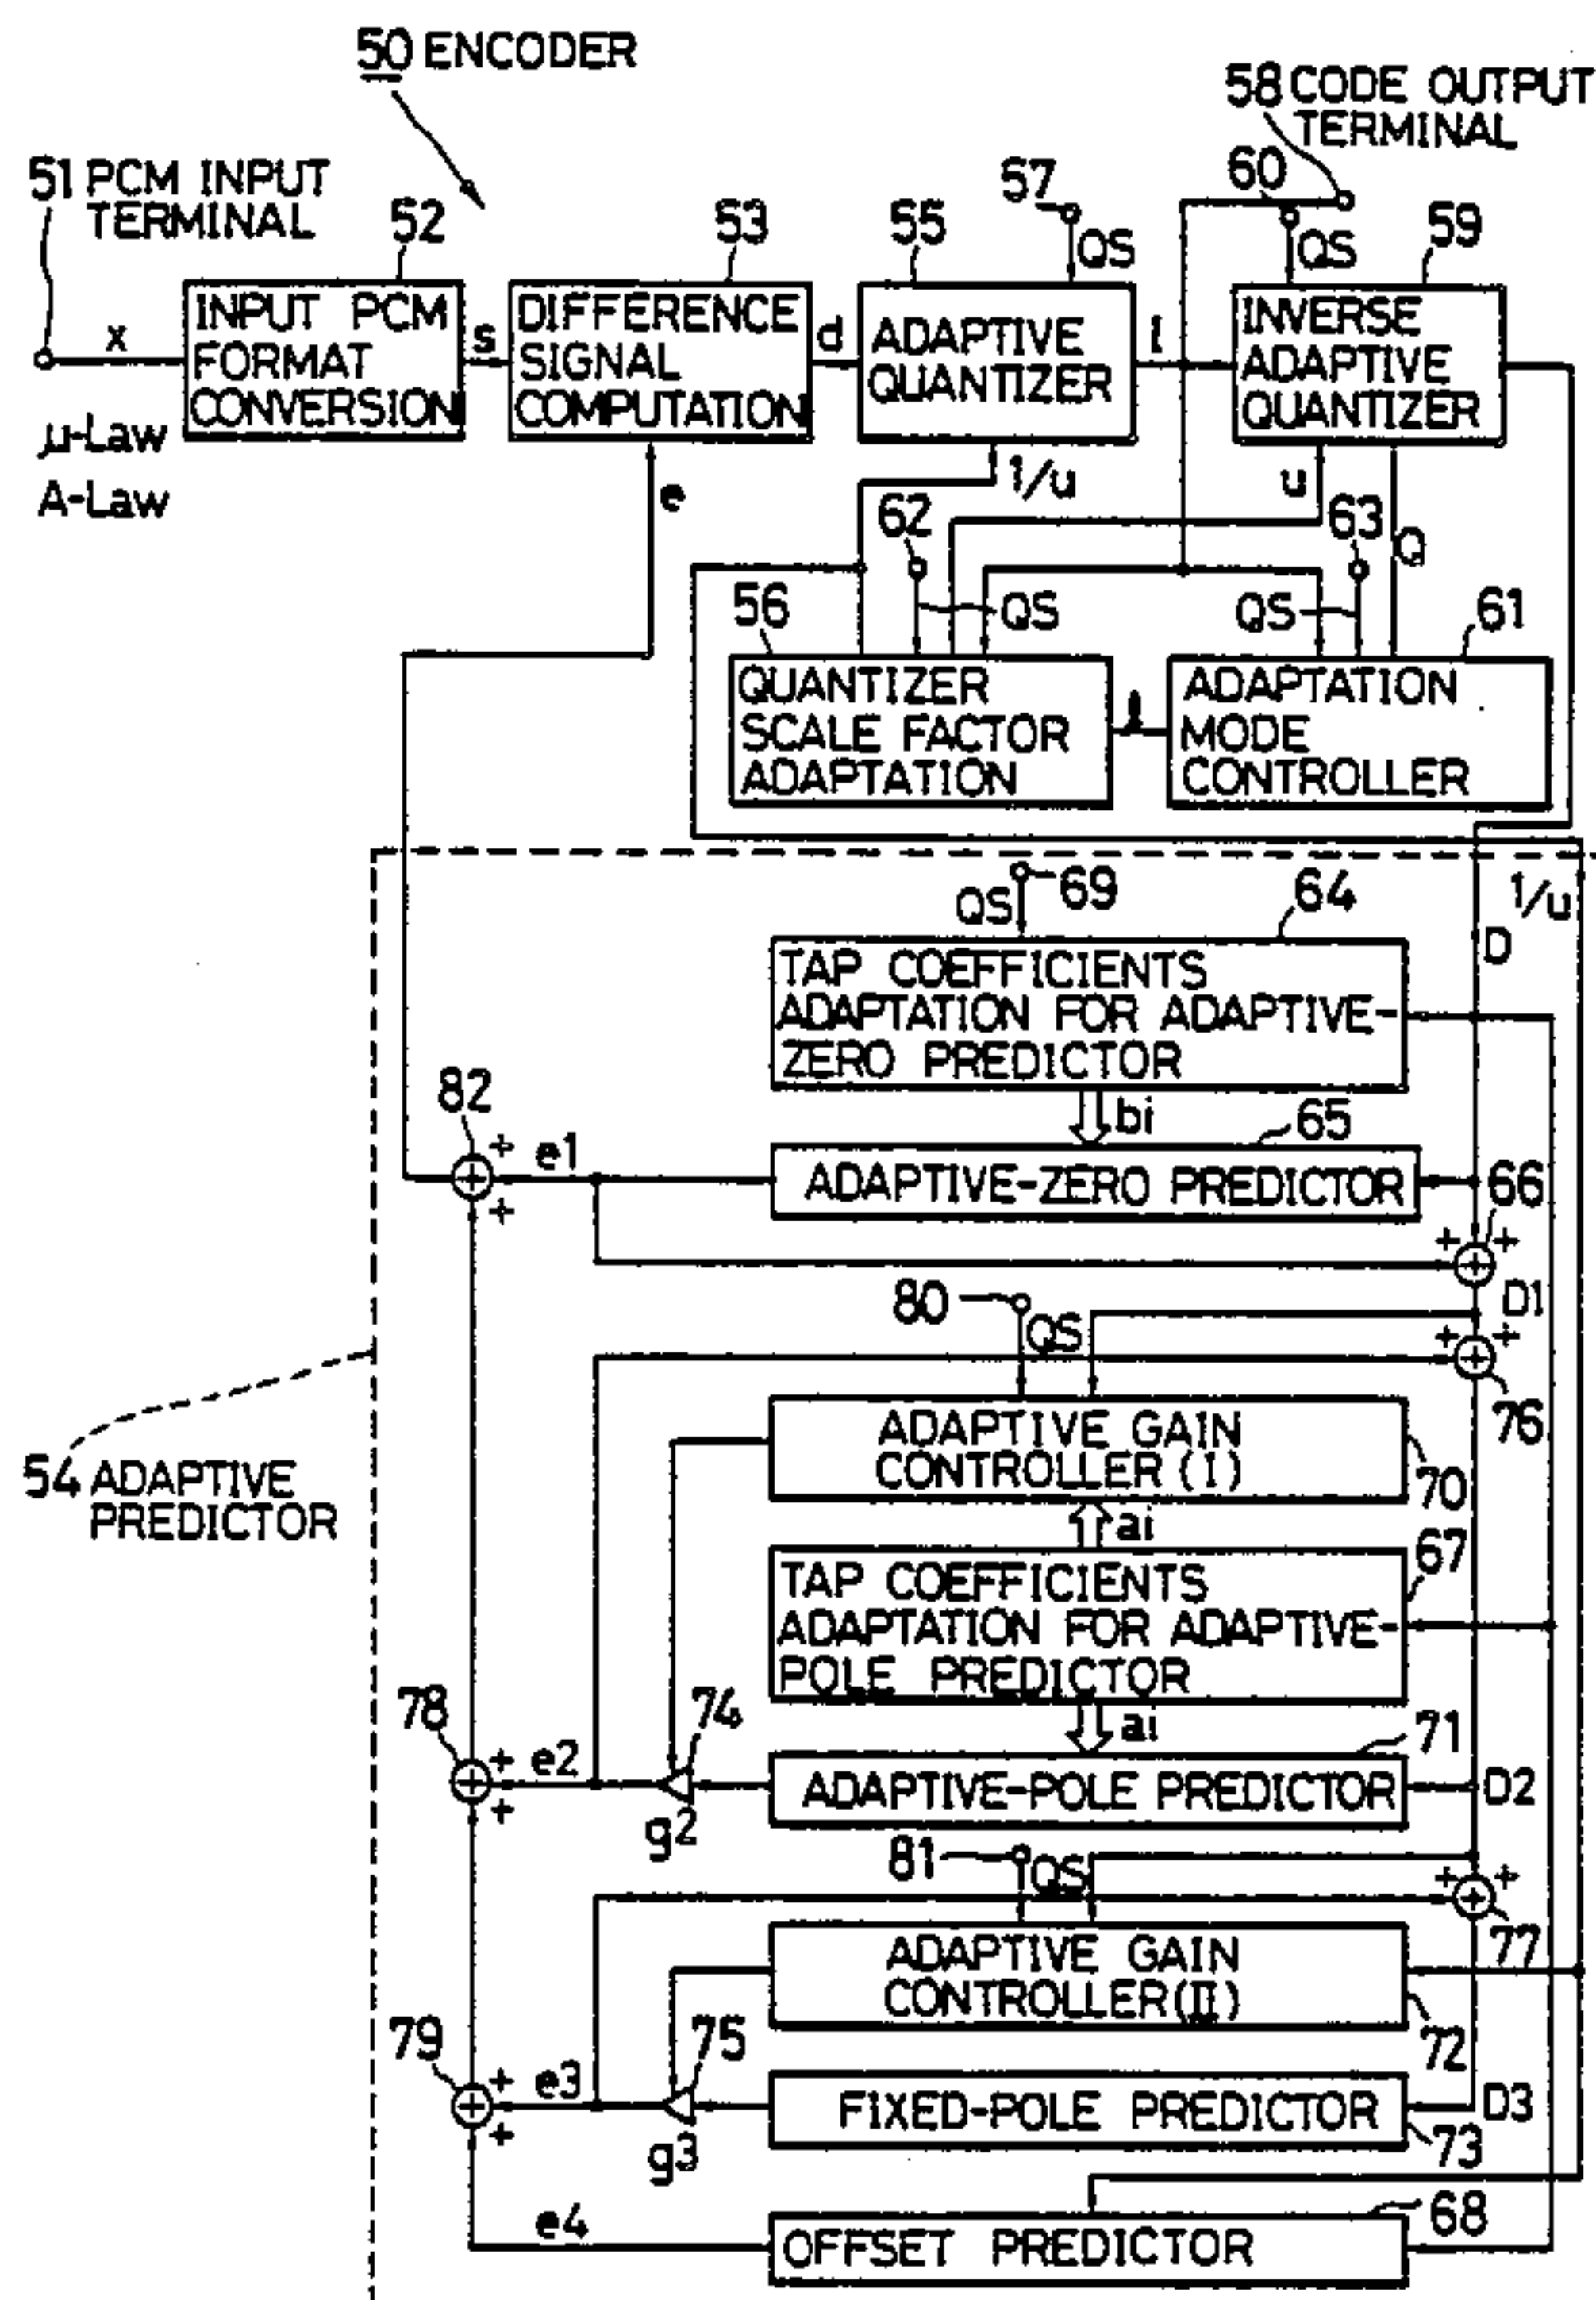 50 ENCODER
58 CODE OUTPUT
TERMINAL
51 PCM INPUT
TERMINAL
52
53
55
57
QS
60
QS
59
x
INPUT PCM
FORMAT
CONVERSION
s
DIFFERENCE
SIGNAL
COMPUTATION
d
ADAPTIVE
QUANTIZER
I
INVERSE
ADAPTIVE
QUANTIZER
µ-Law
A-Law
e
1/u
u
Q
62
63
56
QS
QS
61
QUANTIZER
SCALE FACTOR
ADAPTATION
ADAPTATION
MODE
CONTROLLER
QS
69
64
1/u
D
TAP COEFFICIENTS
ADAPTATION FOR ADAPTIVE-
ZERO PREDICTOR
82
bi
65
+
e1
ADAPTIVE-ZERO PREDICTOR
66
+
+ +
80
QS
D1
+ +
76
54 ADAPTIVE
PREDICTOR
ADAPTIVE GAIN
CONTROLLER (I)
70
ai
67
TAP COEFFICIENTS
ADAPTATION FOR ADAPTIVE-
POLE PREDICTOR
78
74
ai
71
+
e2
ADAPTIVE-POLE PREDICTOR
D2
+
g2
81
QS
+ +
77
ADAPTIVE GAIN
CONTROLLER (II)
72
79
75
+
e3
FIXED-POLE PREDICTOR
D3
+
g3
73
e4
68
OFFSET PREDICTOR